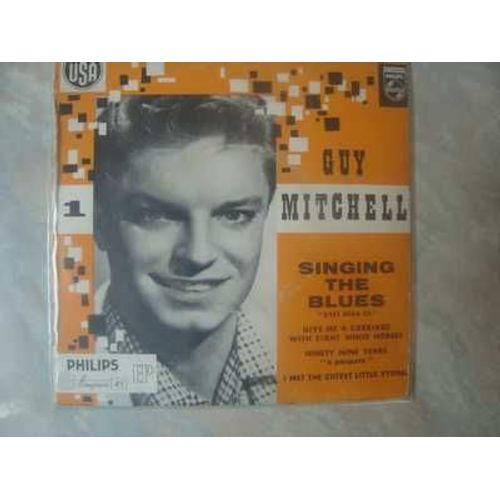 USA
PHILIPS
GUY
1
MITCHELL
SINGING
THE
BLUES
GIVE ME A CARRIAGE
WITH EIGHT WHITE HORSES
NINETY NINE YEARS
PHILIPS
I MET THE CUTEST LITTLE EYEFUL